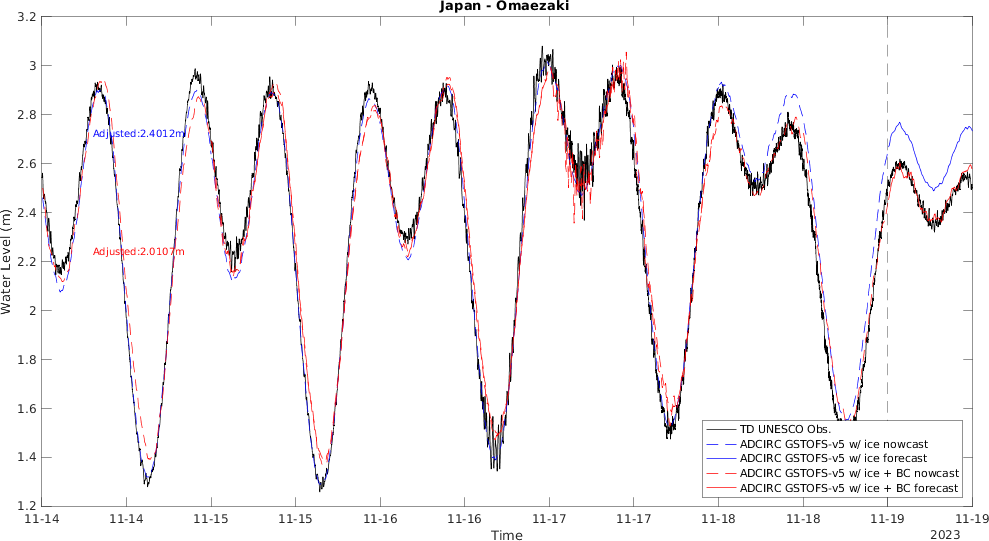 Japan - Omaezaki
3.2
3
2.8
2.6
2.4
2.2
2
1.8
1.6
1.4
1.2
Water Level (m)
Adjusted:2.4012m
Adjusted:2.0107m
TD UNESCO Obs.
ADCIRC GSTOFS-v5 w/ ice nowcast
ADCIRC GSTOFS-v5 w/ ice forecast
ADCIRC GSTOFS-v5 w/ ice + BC nowcast
ADCIRC GSTOFS-v5 w/ ice + BC forecast
11-14 11-14 11-15 11-15 11-16 11-16 11-17 11-17 11-18 11-18 11-19 11-19
Time
2023